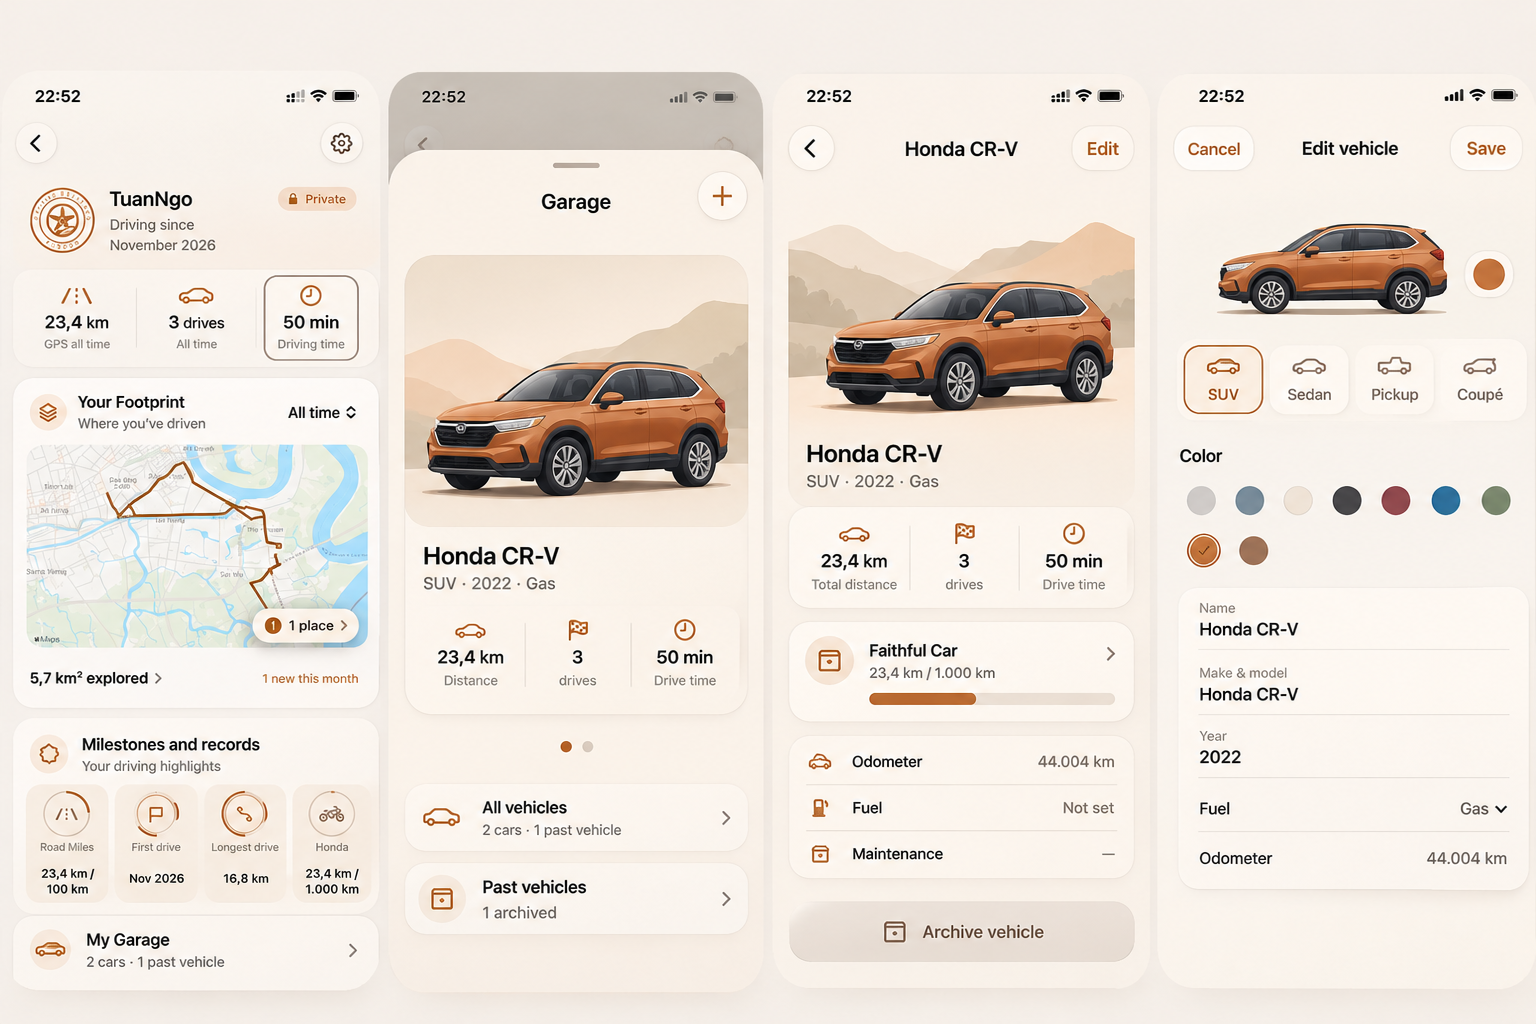 22:52
TuanNgo
Private
Driving since
November 2026
23,4 km
GPS all time
3 drives
All time
50 min
Driving time
Your Footprint
Where you've driven
All time
Maps
1
1 place
5,7 km² explored
1 new this month
Milestones and records
Your driving highlights
Road Miles
23,4 km /
100 km
First drive
Nov 2026
Longest drive
16,8 km
Honda
23,4 km /
1.000 km
My Garage
2 cars · 1 past vehicle
22:52
Garage
Honda CR-V
SUV · 2022 · Gas
23,4 km
Distance
3
drives
50 min
Drive time
All vehicles
2 cars · 1 past vehicle
Past vehicles
1 archived
22:52
Honda CR-V
Edit
Honda CR-V
SUV · 2022 · Gas
23,4 km
Total distance
3
drives
50 min
Drive time
Faithful Car
23,4 km / 1.000 km
Odometer
44.004 km
Fuel
Not set
Maintenance
—
Archive vehicle
22:52
Cancel
Edit vehicle
Save
SUV
Sedan
Pickup
Coupé
Color
Name
Honda CR-V
Make & model
Honda CR-V
Year
2022
Fuel
Gas
Odometer
44.004 km